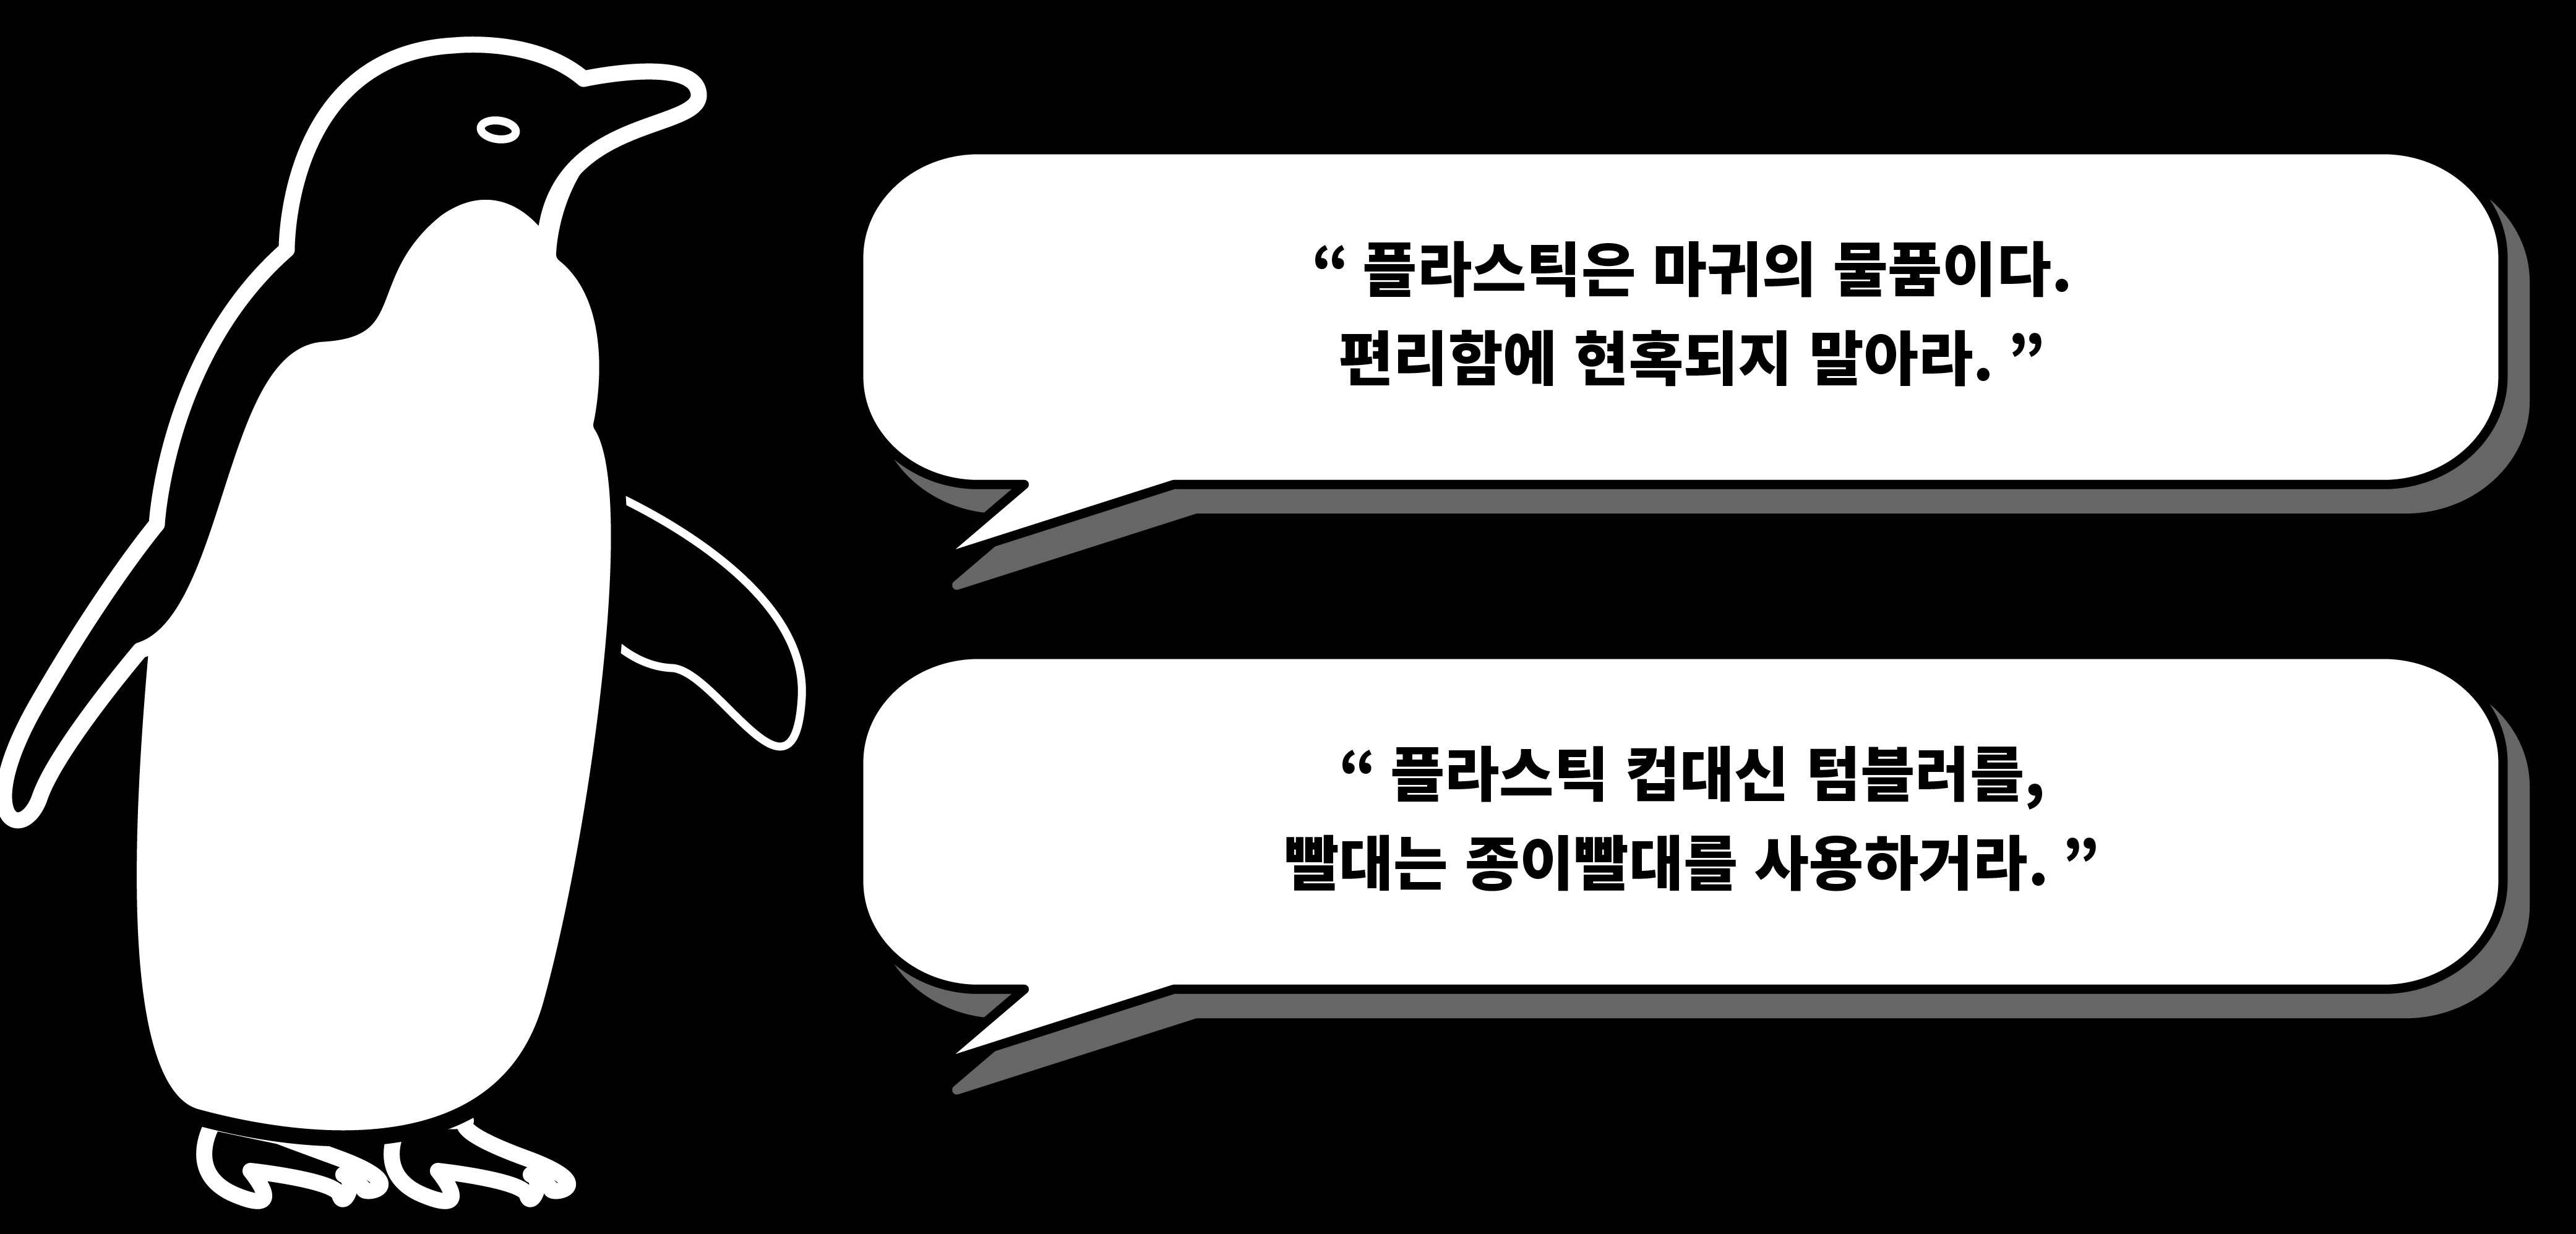 “ 플라스틱은 마귀의 물품이다.
편리함에 현혹되지 말아라. ”
“ 플라스틱 컵대신 텀블러를,
빨대는 종이빨대를 사용하거라. ”